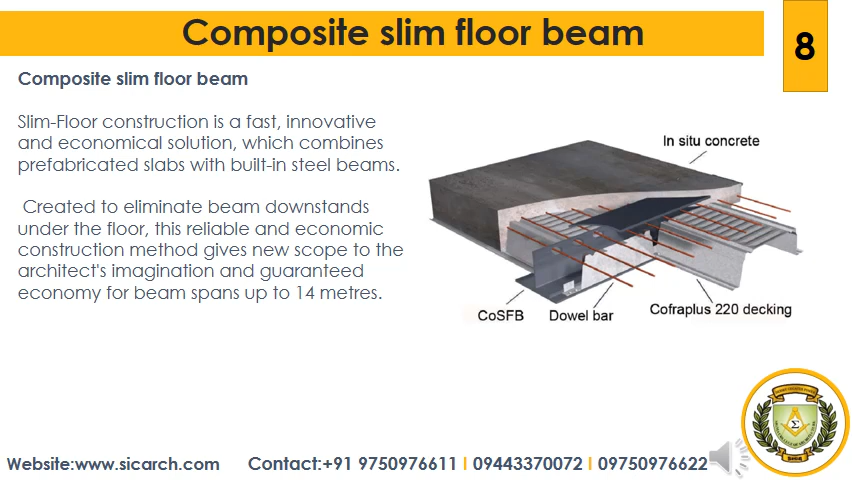 Composite slim floor beam
8
Composite slim floor beam
Slim-Floor construction is a fast, innovative
and economical solution, which combines
prefabricated slabs with built-in steel beams.
Created to eliminate beam downstands
under the floor, this reliable and economic
construction method gives new scope to the
architect's imagination and guaranteed
economy for beam spans up to 14 metres.
In situ concrete
CoSFB
Dowel bar
Cofraplus 220 decking
Σ
Website:www.sicarch.com
Contact:+91 9750976611 I 09443370072 I 09750976622